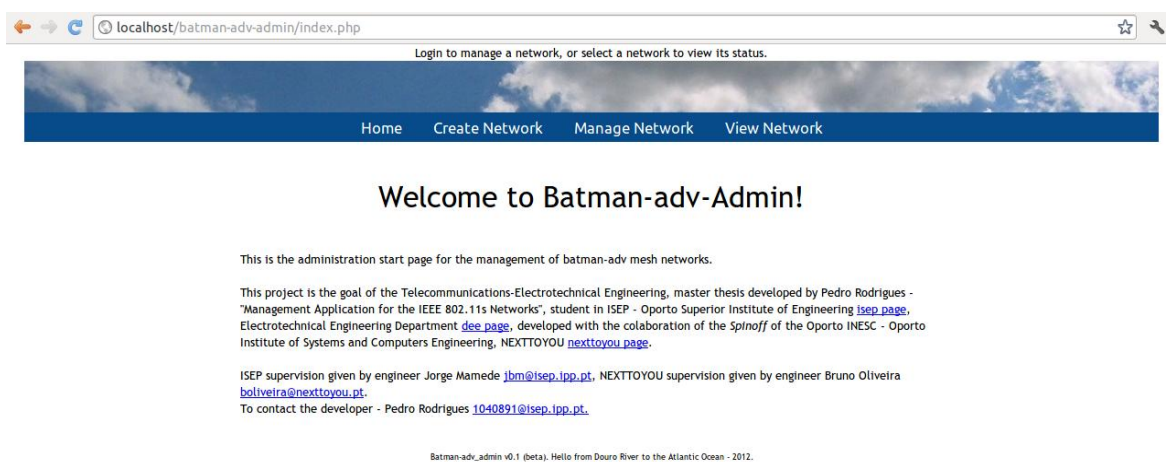 localhost/batman-adv-admin/index.php
Login to manage a network, or select a network to view its status.
Home Create Network Manage Network View Network
Welcome to Batman-adv-Admin!
This is the administration start page for the management of batman-adv mesh networks.
This project is the goal of the Telecommunications-Electrotechnical Engineering, master thesis developed by Pedro Rodrigues -
"Management Application for the IEEE 802.11s Networks", student in ISEP - Oporto Superior Institute of Engineering isep page,
Electrotechnical Engineering Department dee page, developed with the colaboration of the Spinoff of the Oporto INESC - Oporto
Institute of Systems and Computers Engineering, NEXTTOYOU nexttoyou page.
ISEP supervision given by engineer Jorge Mamede jbm@isep.ipp.pt, NEXTTOYOU supervision given by engineer Bruno Oliveira
boliveira@nexttoyou.pt.
To contact the developer - Pedro Rodrigues 1040891@isep.ipp.pt.
Batman-adv_admin v0.1 (beta). Hello from Douro River to the Atlantic Ocean - 2012.